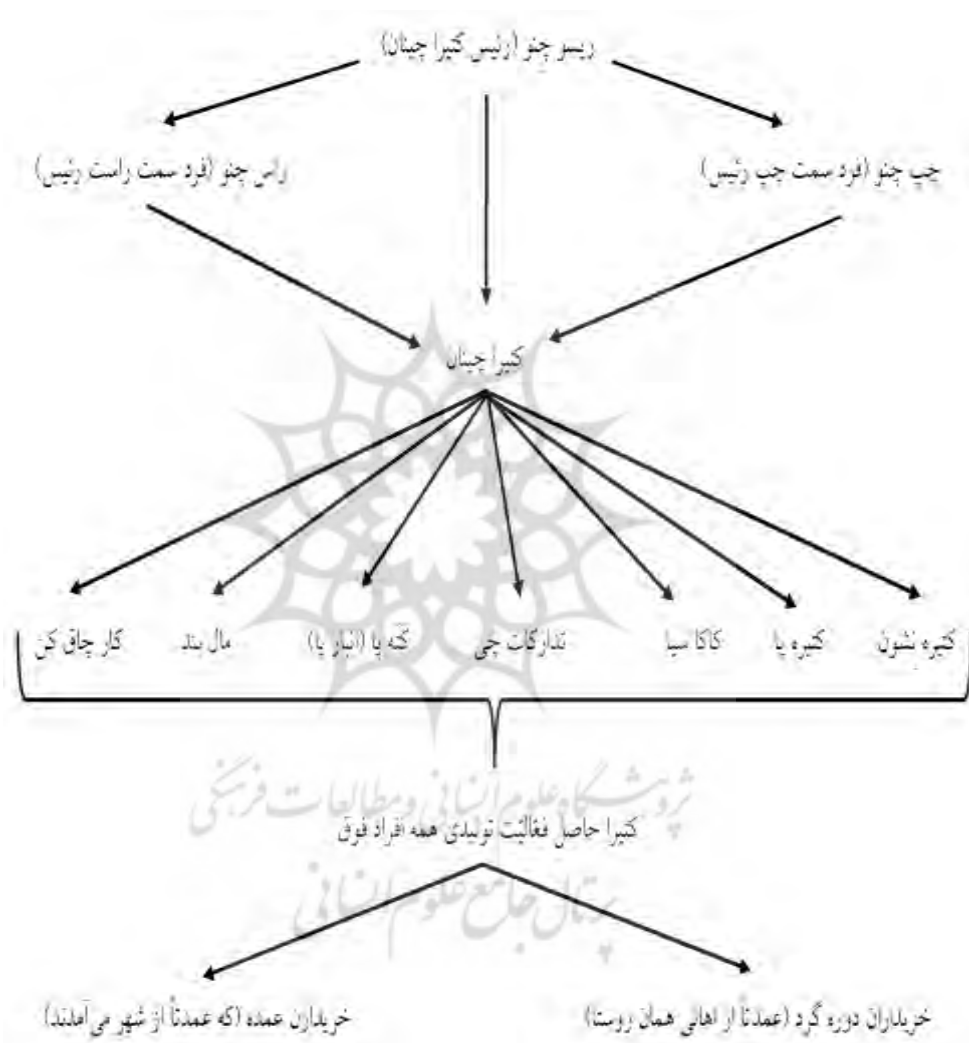 ریسو چنو (رئیس کتیرا چینان)
چپ چنو (فرد سمت چپ رئیس)
راس چنو (فرد سمت راست رئیس)
کتیرا چینان
کتیره نشون
کتیره پا
کاکا سیا
تدارکات چی
کَته پا (انبار پا)
مال بند
کار چاق کن
پژوهشگاه علوم انسانی و مطالعات فرهنگی
کتیرا حاصل فعالیّت تولیدی همه افراد فوق
پرتال جامع علوم انسانی
خریداران دوره گرد (عمدتاً از اهالی همان روستا)
خریداران عمده (که عمدتاً از شهر می‌آمدند)